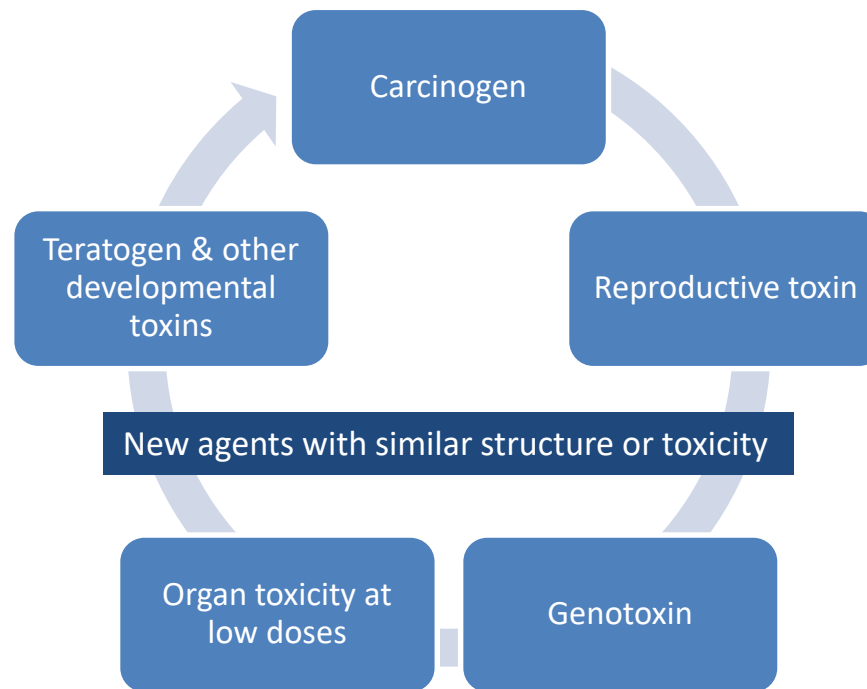 Carcinogen
Teratogen & other
developmental
toxins
Reproductive toxin
New agents with similar structure or toxicity
Organ toxicity at
low doses
Genotoxin